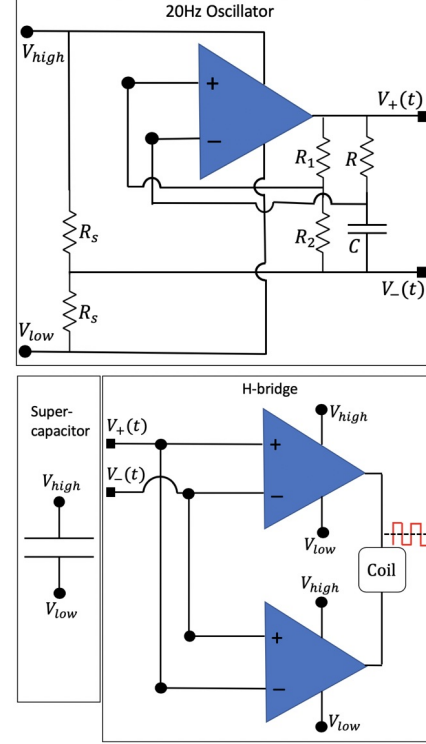 20Hz Oscillator
V_high
+
−
V_+(t)
R_1
R
R_s
R_2
C
V_−(t)
R_s
V_low
H-bridge
Super-
capacitor
V_+(t)
V_high
+
V_high
V_−(t)
−
V_low
V_low
Coil
V_high
+
−
V_low